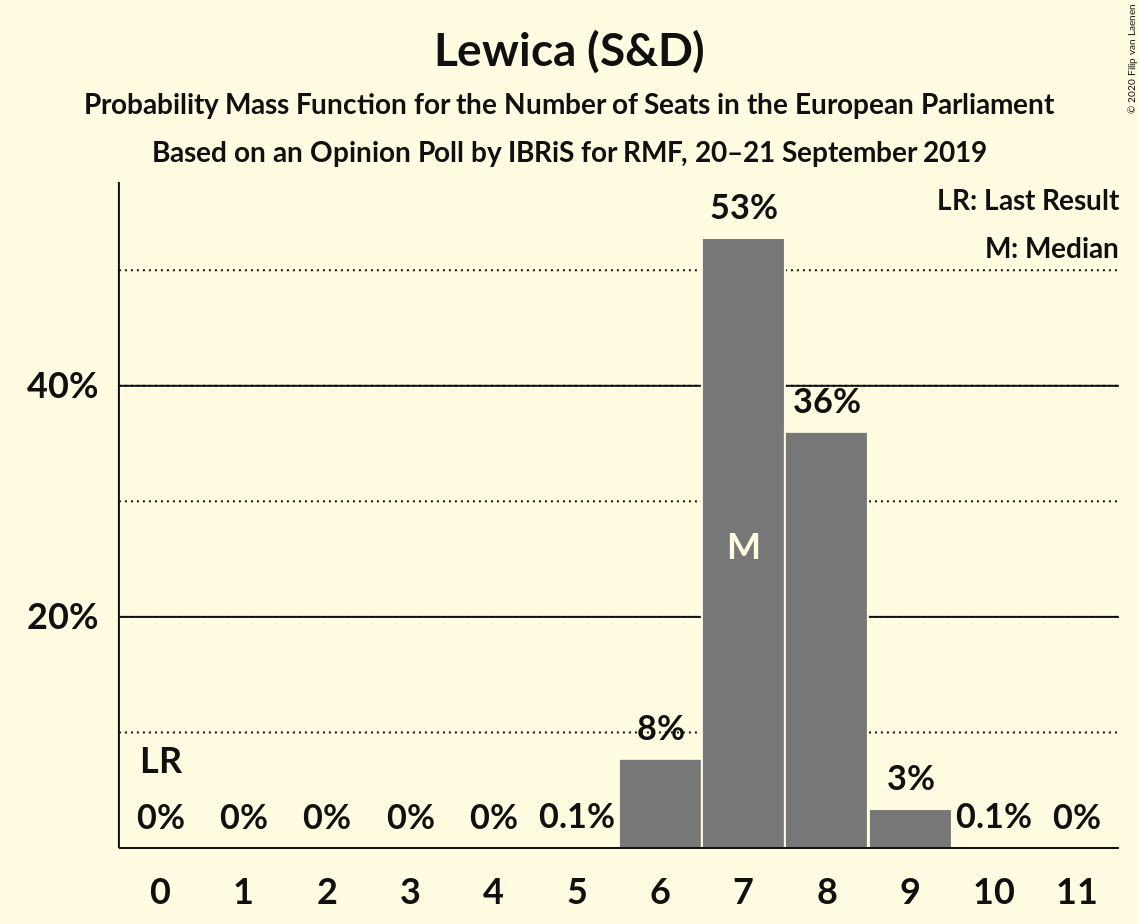 Lewica (S&D)
Probability Mass Function for the Number of Seats in the European Parliament
Based on an Opinion Poll by IBRiS for RMF, 20–21 September 2019
© 2020 Filip van Laenen
LR: Last Result
M: Median
53%
40%
36%
M
20%
8%
LR
3%
0% 0% 0% 0% 0% 0.1% 0.1% 0%
0 1 2 3 4 5 6 7 8 9 10 11